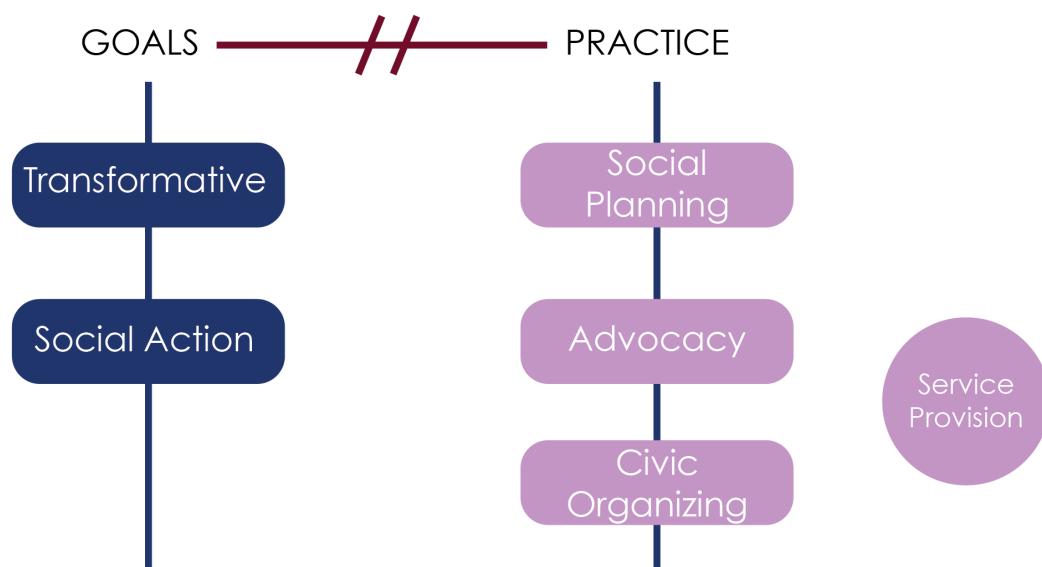 GOALS
PRACTICE
Transformative
Social
Planning
Social Action
Advocacy
Service
Provision
Civic
Organizing